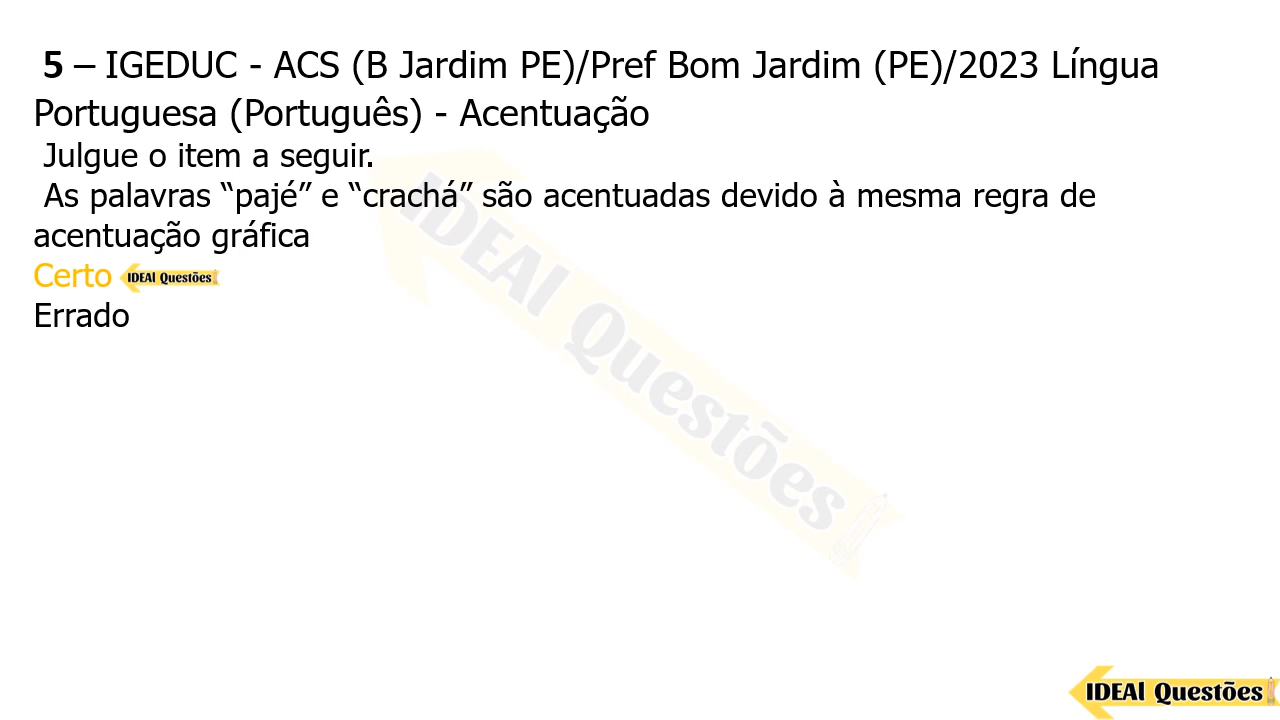 5 – IGEDUC - ACS (B Jardim PE)/Pref Bom Jardim (PE)/2023 Língua
Portuguesa (Português) - Acentuação
Julgue o item a seguir.
As palavras “pajé” e “crachá” são acentuadas devido à mesma regra de
acentuação gráfica
Certo IDEAl Questões
Errado
IDEAl Questões
IDEAl Questões